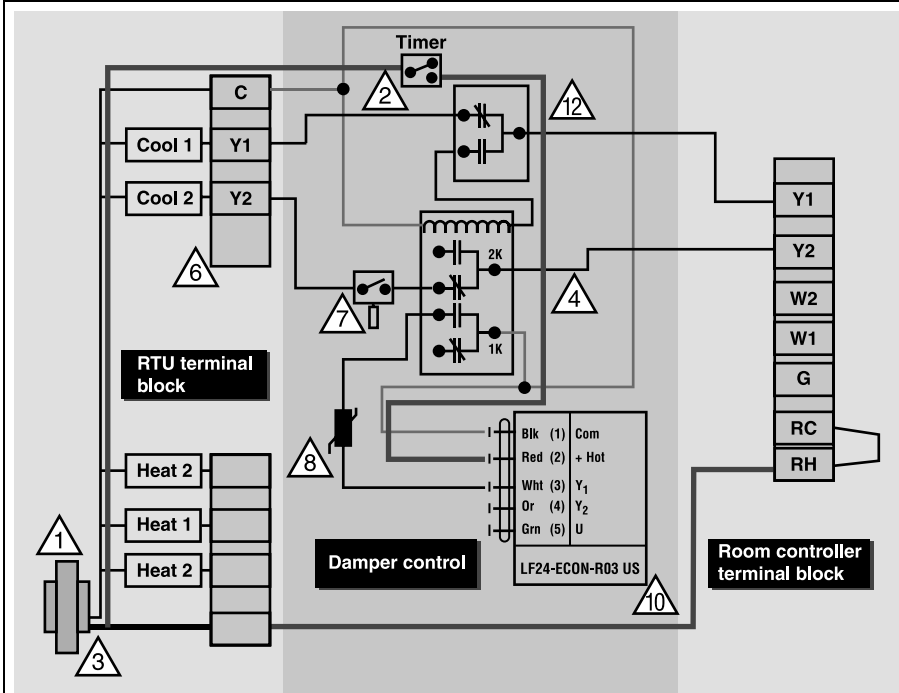 Timer
2
12
C
Cool 1 Y1
Cool 2 Y2
Y1
Y2
2K
6
7
4
W2
W1
G
1K
RTU terminal
block
RC
RH
8
Blk (1) Com
Red (2) + Hot
Wht (3) Y1
Or (4) Y2
Grn (5) U
LF24-ECON-R03 US
10
Heat 2
Heat 1
Heat 2
1
3
Damper control
Room controller
terminal block